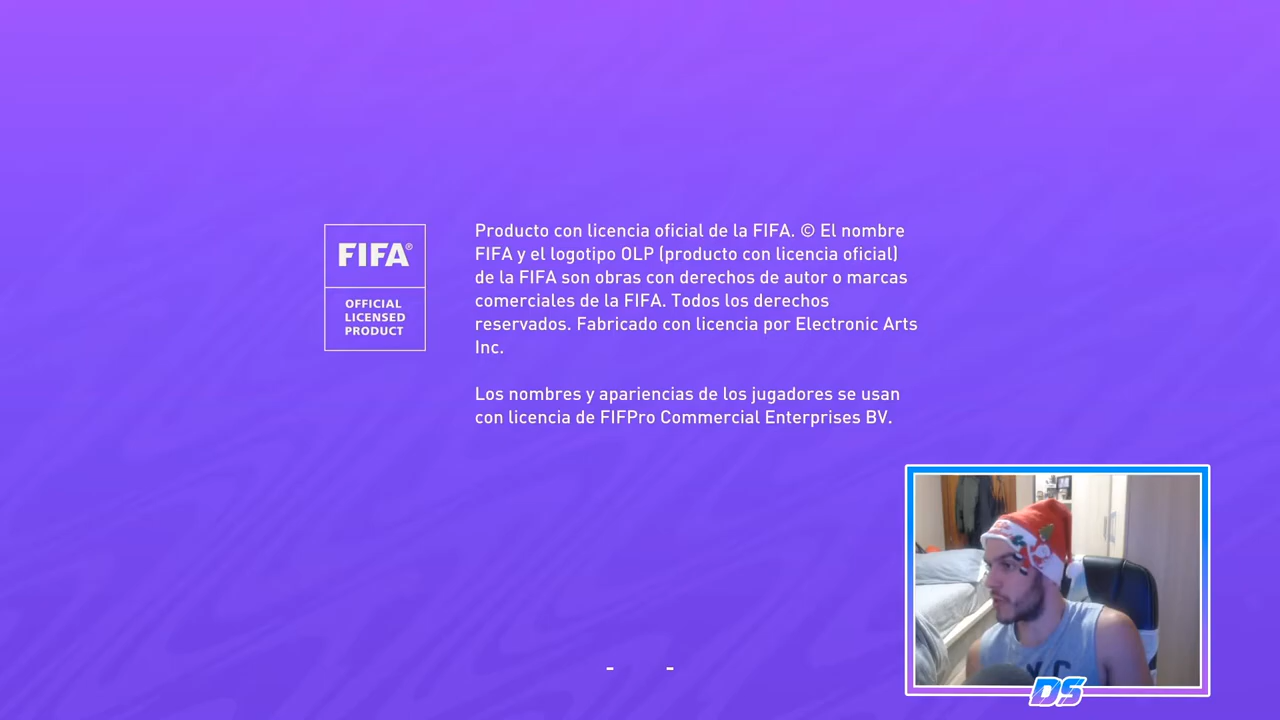 FIFA®
OFFICIAL
LICENSED
PRODUCT
Producto con licencia oficial de la FIFA. © El nombre
FIFA y el logotipo OLP (producto con licencia oficial)
de la FIFA son obras con derechos de autor o marcas
comerciales de la FIFA. Todos los derechos
reservados. Fabricado con licencia por Electronic Arts
Inc.
Los nombres y apariencias de los jugadores se usan
con licencia de FIFPro Commercial Enterprises BV.
- -
DS